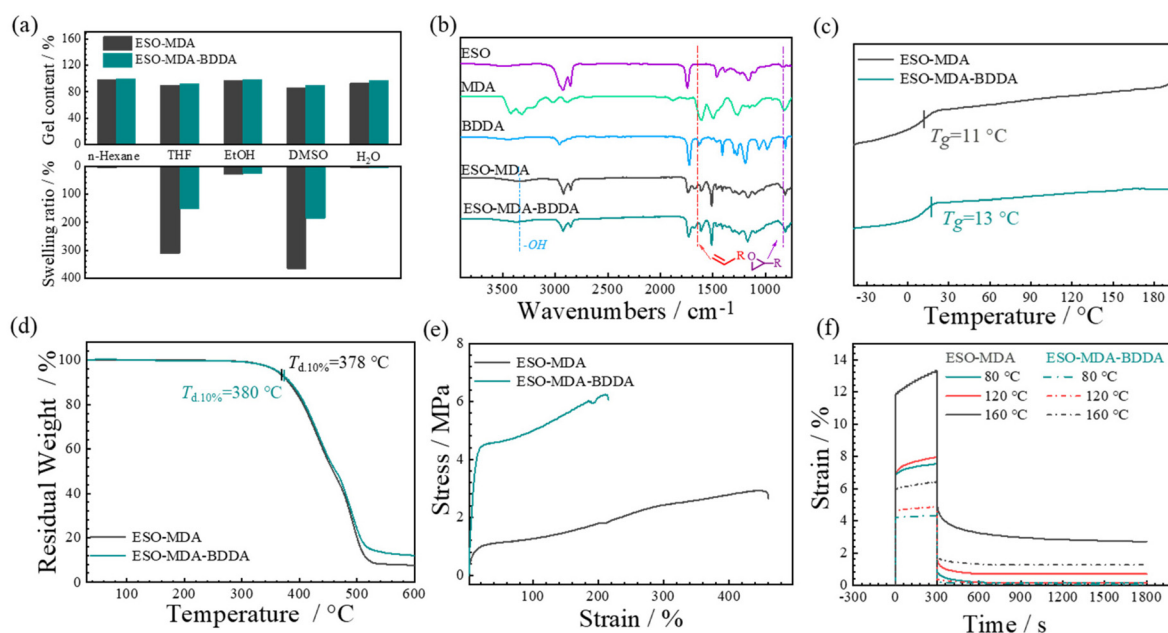 (a)
ESO-MDA
ESO-MDA-BDDA
Gel content / %
160
120
80
40
0
n-Hexane THF EtOH DMSO H2O
Swelling ratio / %
0
100
200
300
400
(b)
ESO
MDA
BDDA
ESO-MDA
ESO-MDA-BDDA
-OH
R
O
R
3500 3000 2500 2000 1500 1000
Wavenumbers / cm-1
(c)
ESO-MDA
ESO-MDA-BDDA
Tg=11 °C
Tg=13 °C
-30 0 30 60 90 120 150 180
Temperature / °C
(d)
Residual Weight / %
100
80
60
40
20
0
Td.10%=378 °C
Td.10%=380 °C
ESO-MDA
ESO-MDA-BDDA
100 200 300 400 500 600
Temperature / °C
(e)
Stress / MPa
8
6
4
2
0
ESO-MDA
ESO-MDA-BDDA
100 200 300 400
Strain / %
(f)
Strain / %
14
12
10
8
6
4
2
0
ESO-MDA ESO-MDA-BDDA
80 °C 80 °C
120 °C 120 °C
160 °C 160 °C
-300 0 300 600 900 1200 1500 1800
Time / s